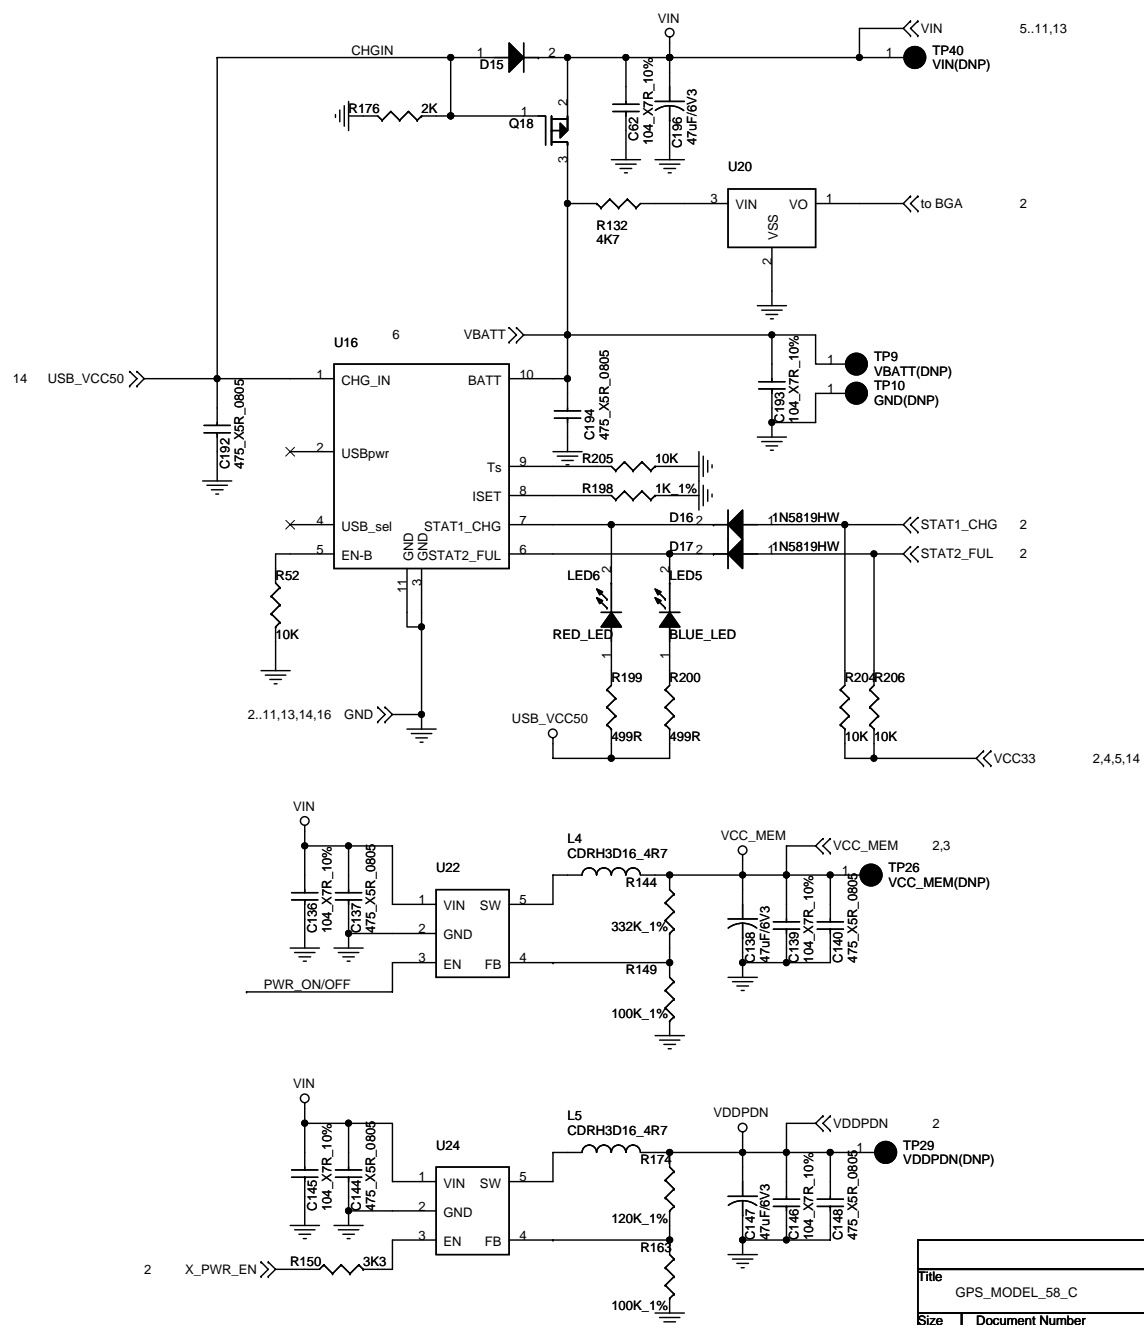 VIN
VIN
5..11,13
CHGIN
1
D15
2
1
TP40
VIN(DNP)
R176
2K
1
Q18
2
3
C62
104_X7R_10%
C196
47uF/6V3
U20
R132
4K7
3
VIN
VO
1
VSS
2
to BGA
2
U16
6
VBATT
14
USB_VCC50
1
CHG_IN
BATT
10
C192
475_X5R_0805
C194
475_X5R_0805
C193
104_X7R_10%
1
TP9
VBATT(DNP)
1
TP10
GND(DNP)
2
USBpwr
Ts
9
R205
10K
ISET
8
R198
1K_1%
4
USB_sel
STAT1_CHG
7
D16
2
1
1N5819HW
STAT1_CHG
2
5
EN-B
GND
GND
STAT2_FUL
6
D17
2
1
1N5819HW
STAT2_FUL
2
11
3
R52
10K
LED6
2
RED_LED
1
LED5
2
BLUE_LED
1
R199
499R
R200
499R
R204
10K
R206
10K
2..11,13,14,16
GND
USB_VCC50
VCC33
2,4,5,14
VIN
U22
L4
CDRH3D16_4R7
VCC_MEM
VCC_MEM
2,3
1
TP26
VCC_MEM(DNP)
C136
104_X7R_10%
C137
475_X5R_0805
1
VIN
SW
5
2
GND
3
EN
FB
4
PWR_ON/OFF
R144
332K_1%
R149
100K_1%
C138
47uF/6V3
C139
104_X7R_10%
C140
475_X5R_0805
VIN
U24
L5
CDRH3D16_4R7
VDDPDN
VDDPDN
2
1
TP29
VDDPDN(DNP)
C145
104_X7R_10%
C144
475_X5R_0805
1
VIN
SW
5
2
GND
3
EN
FB
4
2
X_PWR_EN
R150
3K3
R174
120K_1%
R163
100K_1%
C147
47uF/6V3
C146
104_X7R_10%
C148
475_X5R_0805
Title
GPS_MODEL_58_C
Size
Document Number